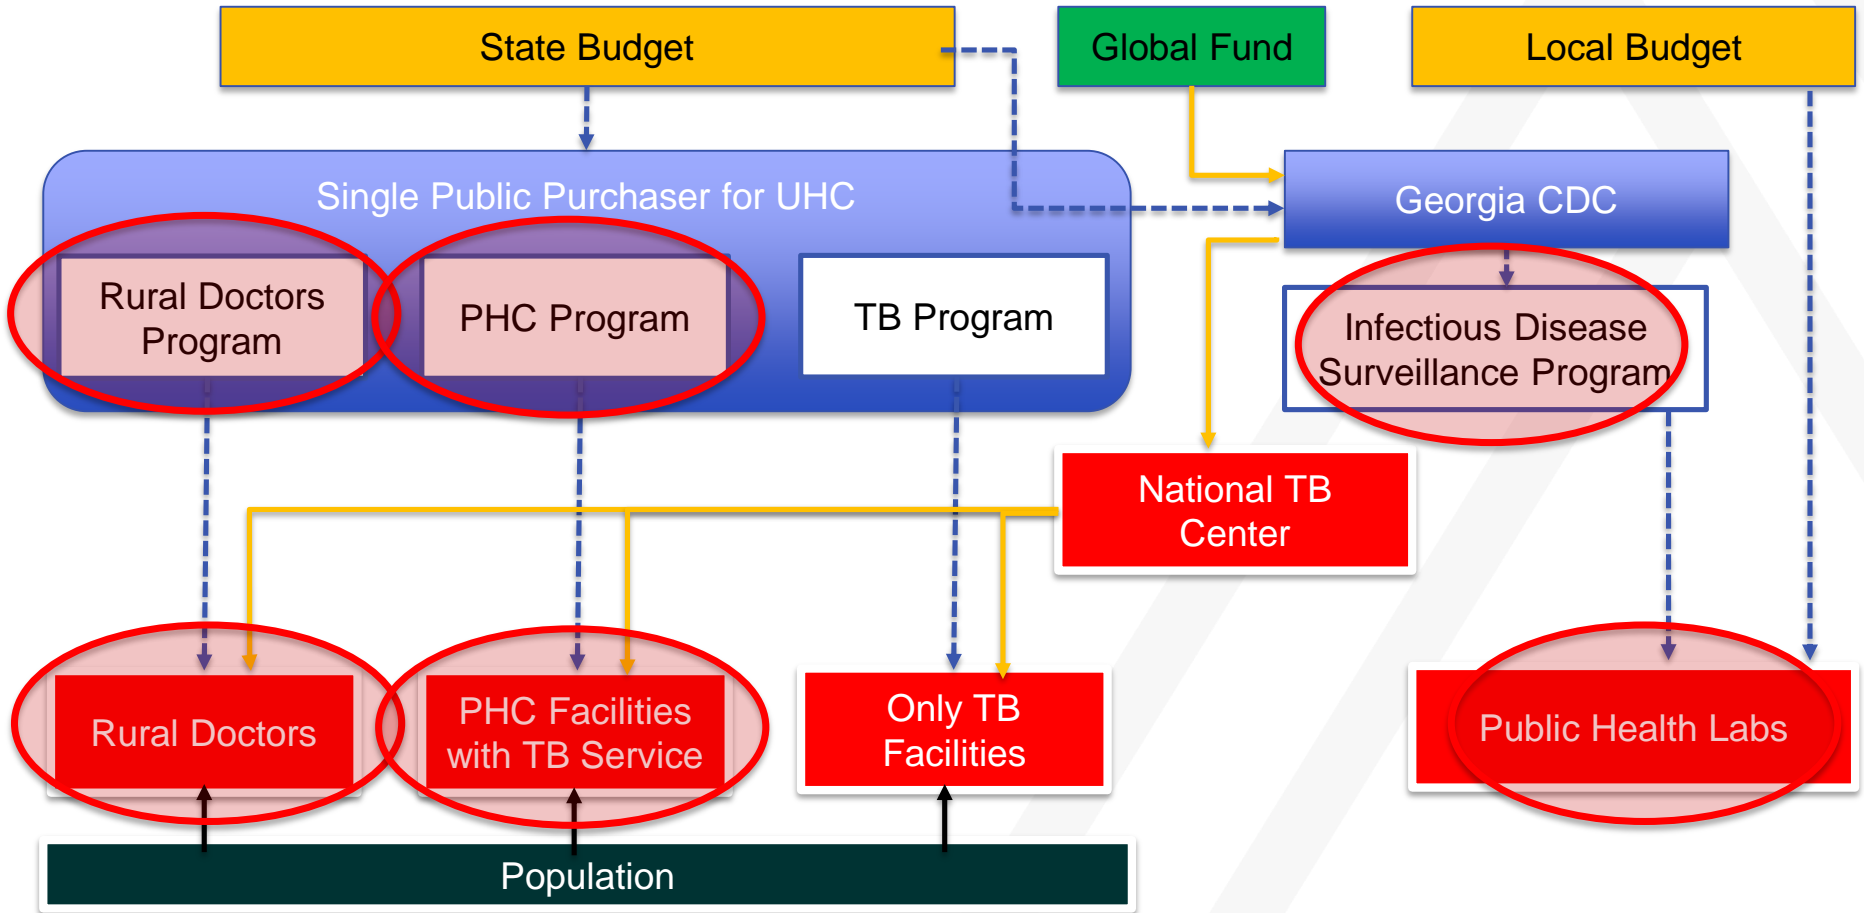 State Budget
Global Fund
Local Budget
Single Public Purchaser for UHC
Georgia CDC
Rural Doctors
Program
PHC Program
TB Program
Infectious Disease
Surveillance Program
National TB
Center
Rural Doctors
PHC Facilities
with TB Service
Only TB
Facilities
Public Health Labs
Population